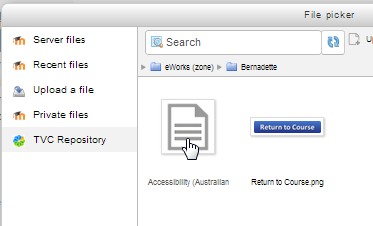 File picker
Server files
Recent files
Upload a file
Private files
TVC Repository
Search
eWorks (zone) Bernadette
Return to Course
Accessibility (Australian
Return to Course.png